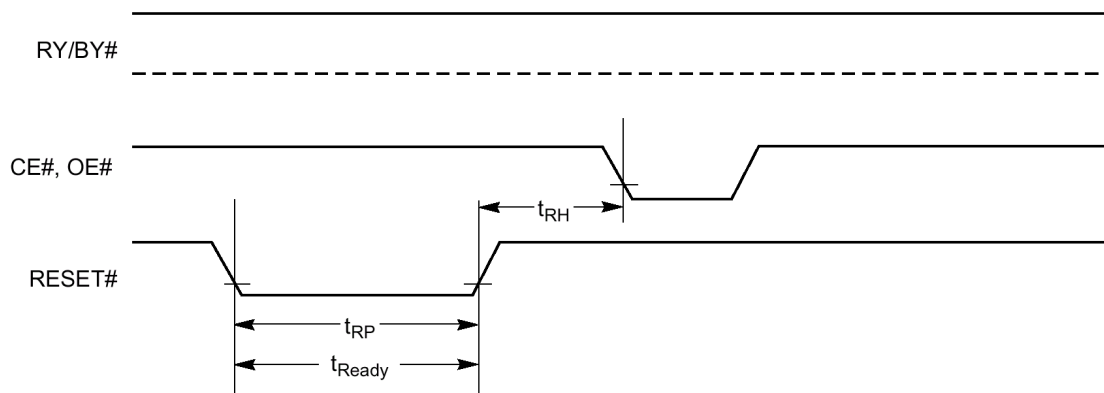 RY/BY#
CE#, OE#
tRH
RESET#
tRP
tReady